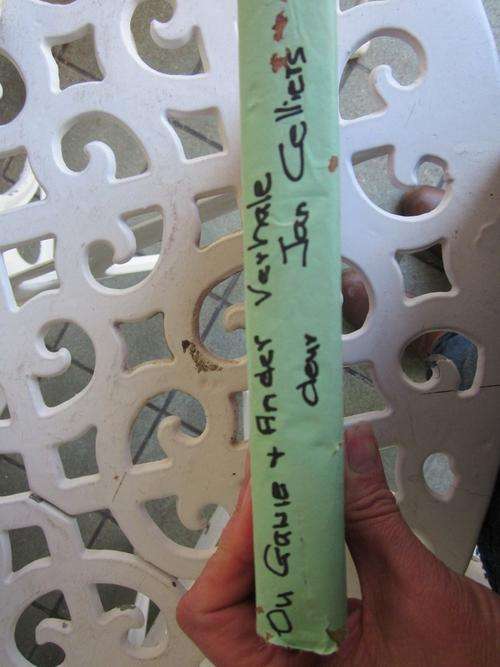 Ou Gawie + Ander Verhale
deur
Jan Celliers